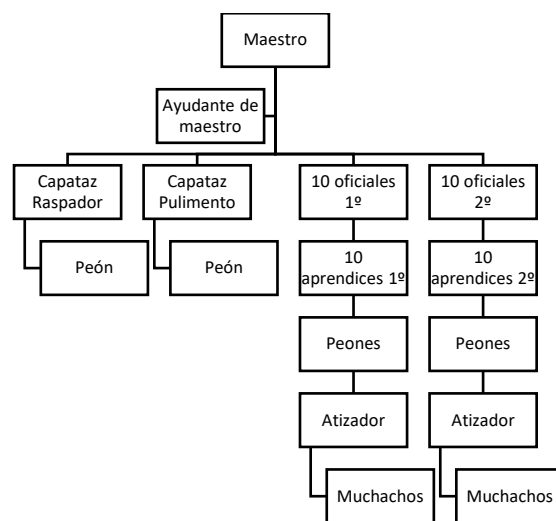 Maestro
Ayudante de
maestro
Capataz
Raspador
Capataz
Pulimento
10 oficiales
1º
10 oficiales
2º
Peón
Peón
10
aprendices 1º
10
aprendices 2º
Peones
Peones
Atizador
Atizador
Muchachos
Muchachos